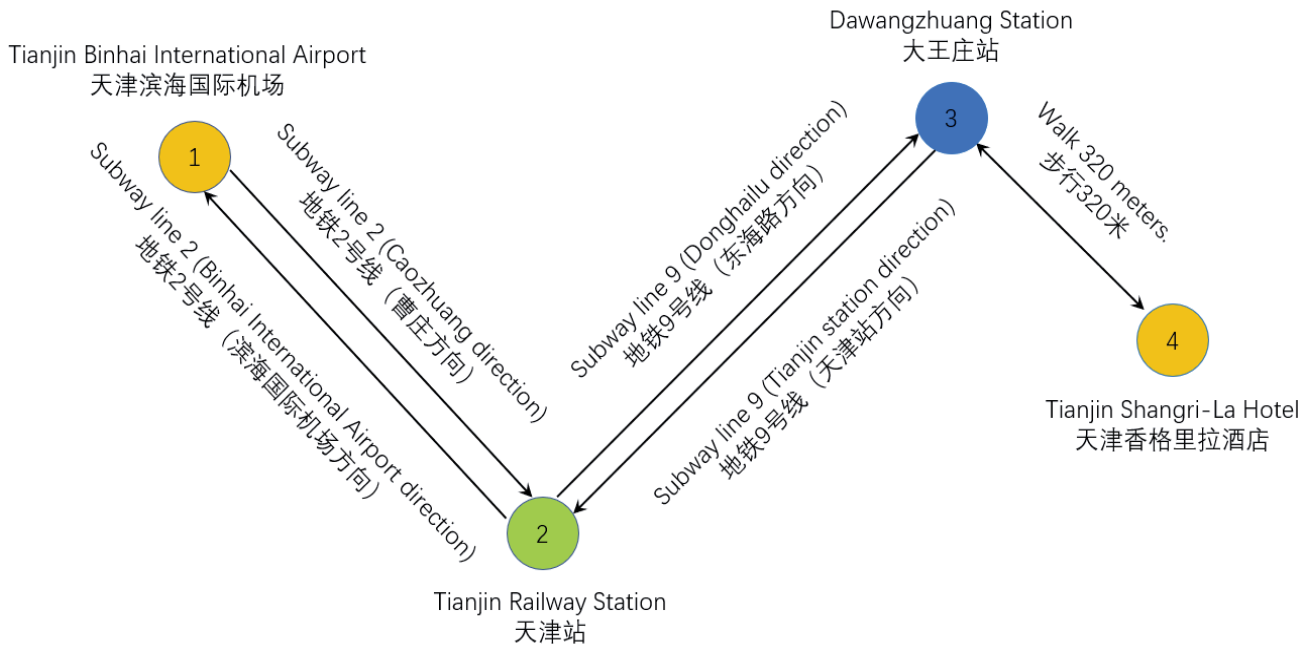 Tianjin Binhai International Airport
天津滨海国际机场
1
Subway line 2 (Caozhuang direction)
地铁2号线（曹庄方向）
Subway line 2 (Binhai International Airport direction)
地铁2号线（滨海国际机场方向）
2
Tianjin Railway Station
天津站
Subway line 9 (Donghailu direction)
地铁9号线（东海路方向）
Subway line 9 (Tianjin station direction)
地铁9号线（天津站方向）
Dawangzhuang Station
大王庄站
3
Walk 320 meters.
步行320米
4
Tianjin Shangri-La Hotel
天津香格里拉酒店